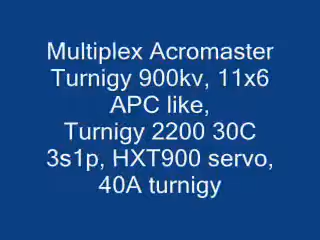 Multiplex Acromaster
Turnigy 900kv, 11x6
APC like,
Turnigy 2200 30C
3s1p, HXT900 servo,
40A turnigy